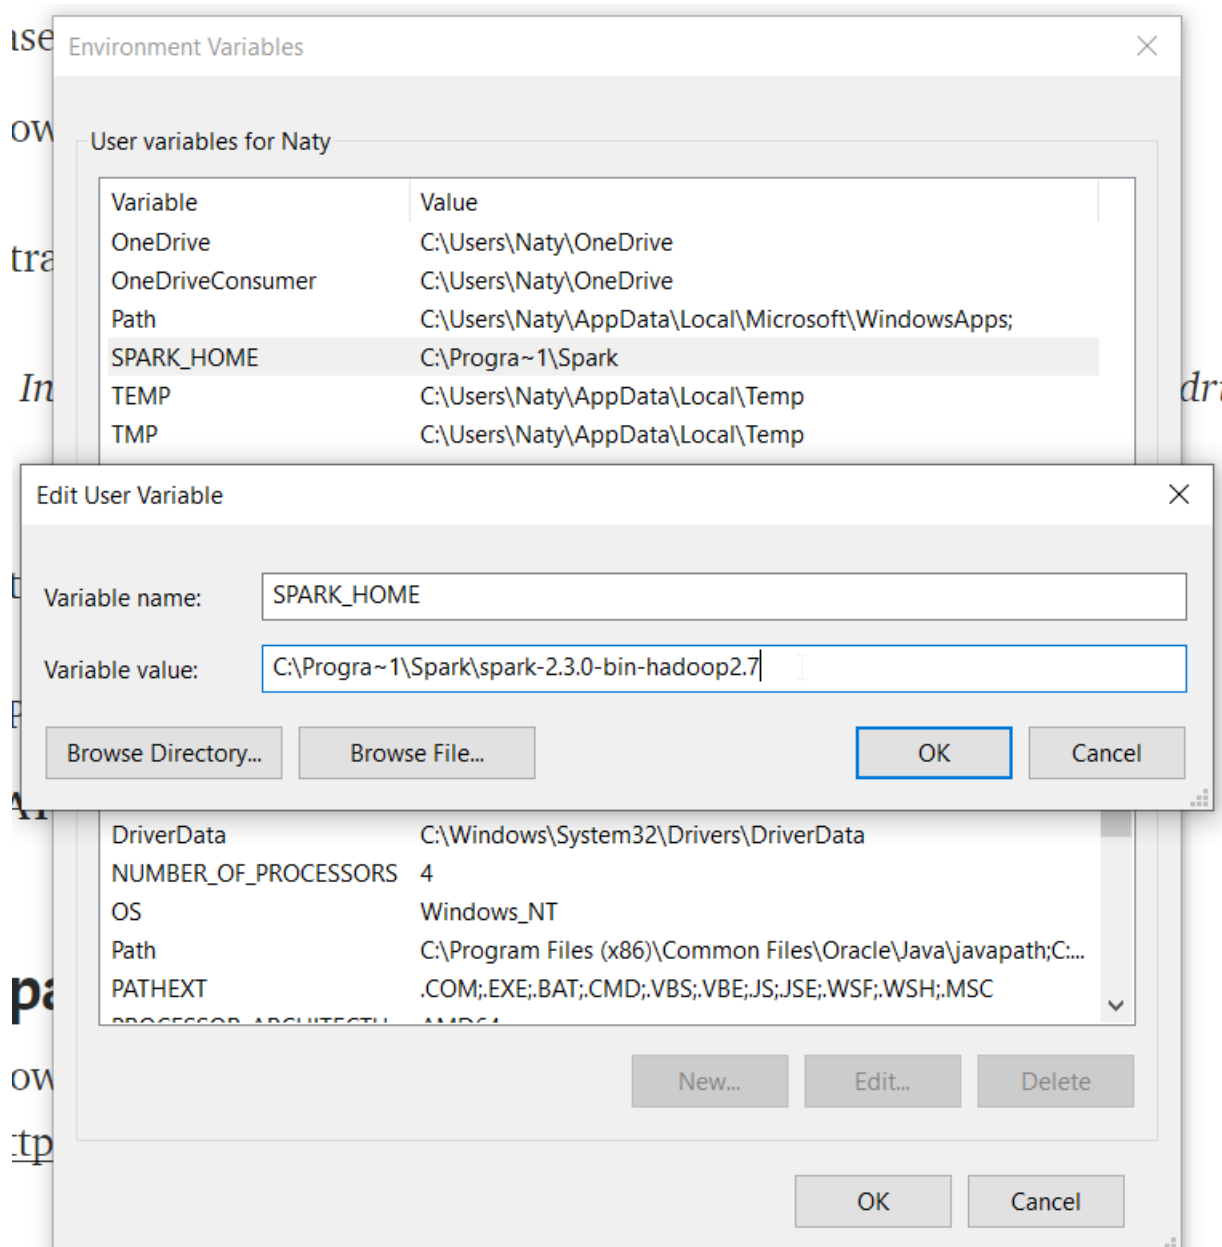 Environment Variables
User variables for Naty
Variable Value
OneDrive C:\Users\Naty\OneDrive
OneDriveConsumer C:\Users\Naty\OneDrive
Path C:\Users\Naty\AppData\Local\Microsoft\WindowsApps;
SPARK_HOME C:\Progra~1\Spark
TEMP C:\Users\Naty\AppData\Local\Temp
TMP C:\Users\Naty\AppData\Local\Temp
Edit User Variable
Variable name: SPARK_HOME
Variable value: C:\Progra~1\Spark\spark-2.3.0-bin-hadoop2.7
Browse Directory... Browse File... OK Cancel
DriverData C:\Windows\System32\Drivers\DriverData
NUMBER_OF_PROCESSORS 4
OS Windows_NT
Path C:\Program Files (x86)\Common Files\Oracle\Java\javapath;C:...
PATHEXT .COM;.EXE;.BAT;.CMD;.VBS;.VBE;.JS;.JSE;.WSF;.WSH;.MSC
New... Edit... Delete
OK Cancel